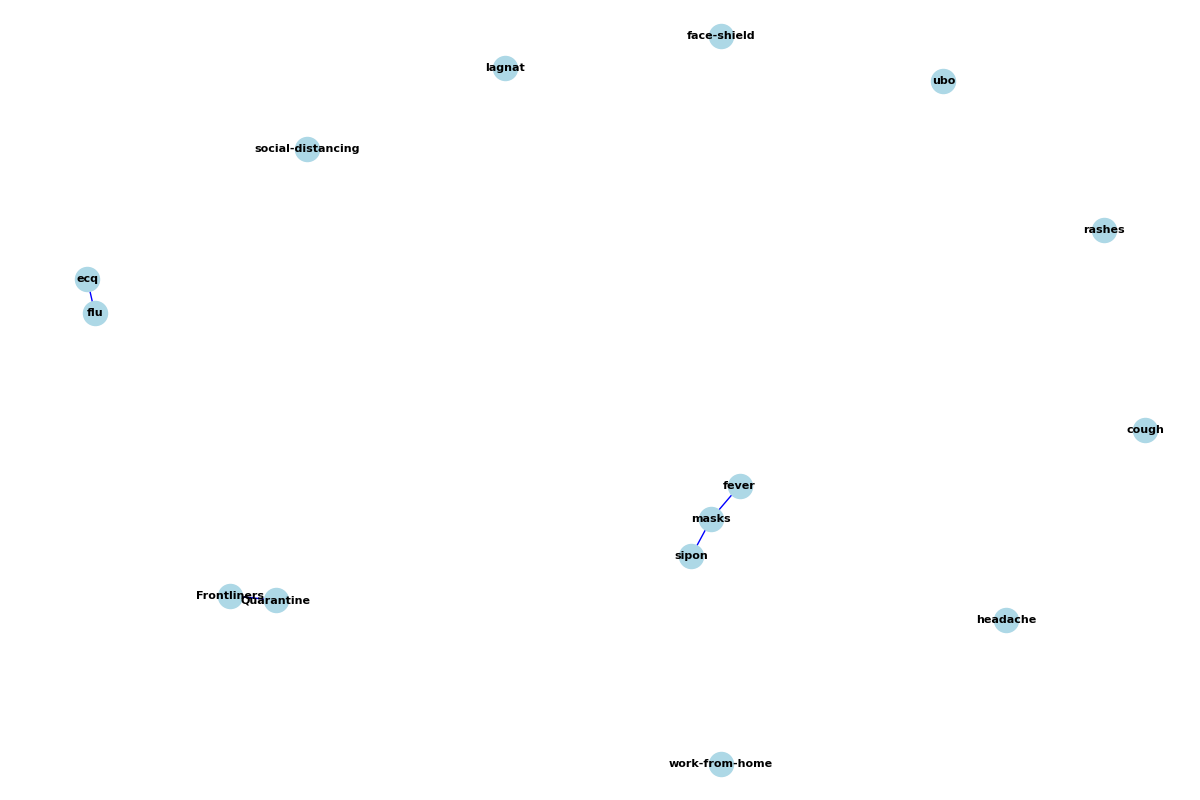 face-shield
lagnat
ubo
social-distancing
rashes
ecq
flu
cough
fever
masks
sipon
Frontliners
Quarantine
headache
work-from-home